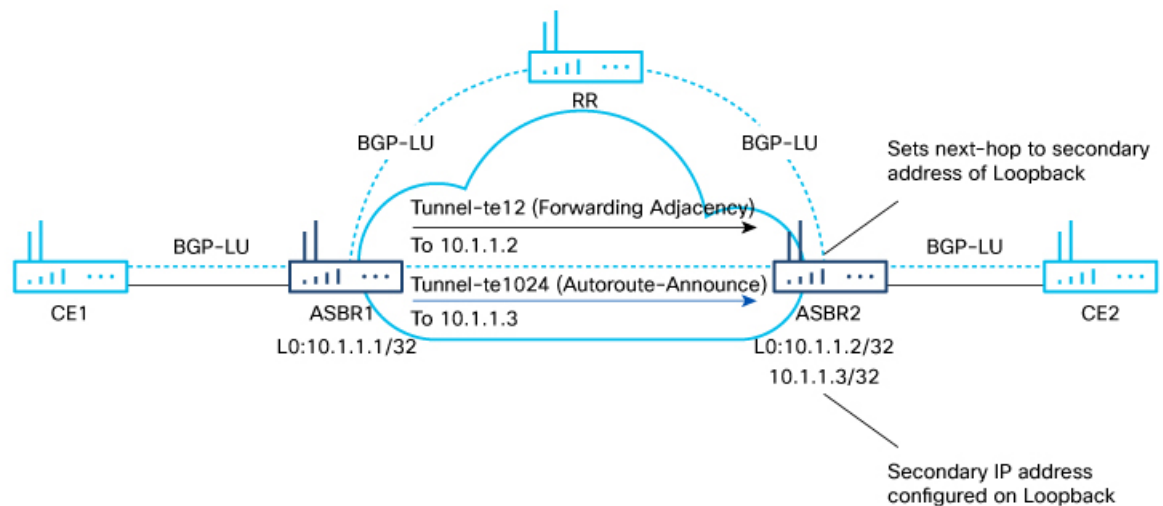 RR
BGP-LU
BGP-LU
Sets next-hop to secondary
address of Loopback
Tunnel-te12 (Forwarding Adjacency)
To 10.1.1.2
BGP-LU
BGP-LU
Tunnel-te1024 (Autoroute-Announce)
To 10.1.1.3
CE1
ASBR1
ASBR2
CE2
L0:10.1.1.1/32
L0:10.1.1.2/32
10.1.1.3/32
Secondary IP address
configured on Loopback